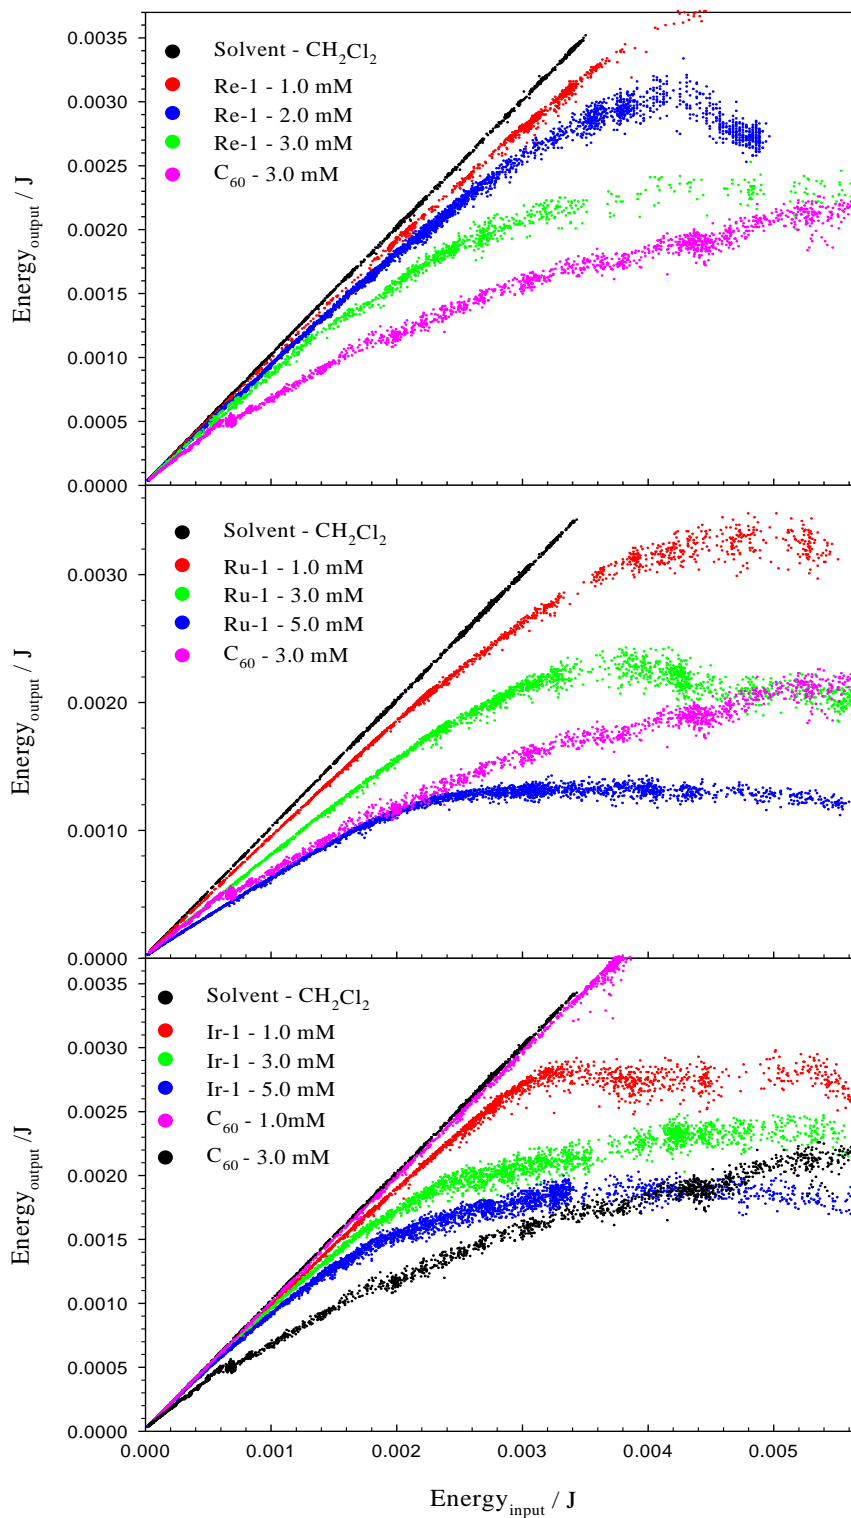 0.0035
Solvent - CH₂Cl₂
Re-1 - 1.0 mM
0.0030
Re-1 - 2.0 mM
Re-1 - 3.0 mM
0.0025
C₆₀ - 3.0 mM
0.0020
Energy_output / J
0.0015
0.0010
0.0005
0.0000
Solvent - CH₂Cl₂
Ru-1 - 1.0 mM
0.0030
Ru-1 - 3.0 mM
Ru-1 - 5.0 mM
C₆₀ - 3.0 mM
0.0020
Energy_output / J
0.0010
0.0000
0.0035
Solvent - CH₂Cl₂
Ir-1 - 1.0 mM
0.0030
Ir-1 - 3.0 mM
Ir-1 - 5.0 mM
0.0025
C₆₀ - 1.0mM
C₆₀ - 3.0 mM
0.0020
Energy_output /J
0.0015
0.0010
0.0005
0.0000
0.000 0.001 0.002 0.003 0.004 0.005
Energy_input / J